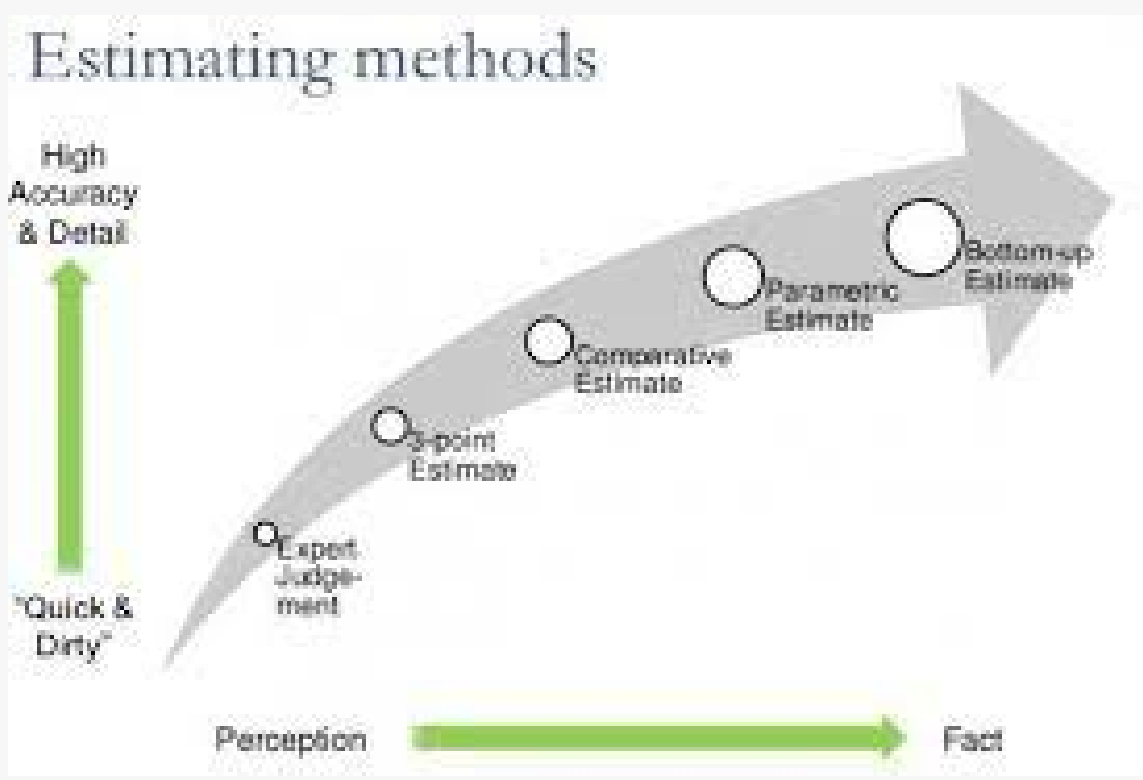 Estimating methods
High
Accuracy
& Detail
Bottom-up
Estimate
Parametric
Estimate
Comparative
Estimate
3-point
Estimate
Expert
Judge-
ment
"Quick &
Dirty"
Perception
Fact